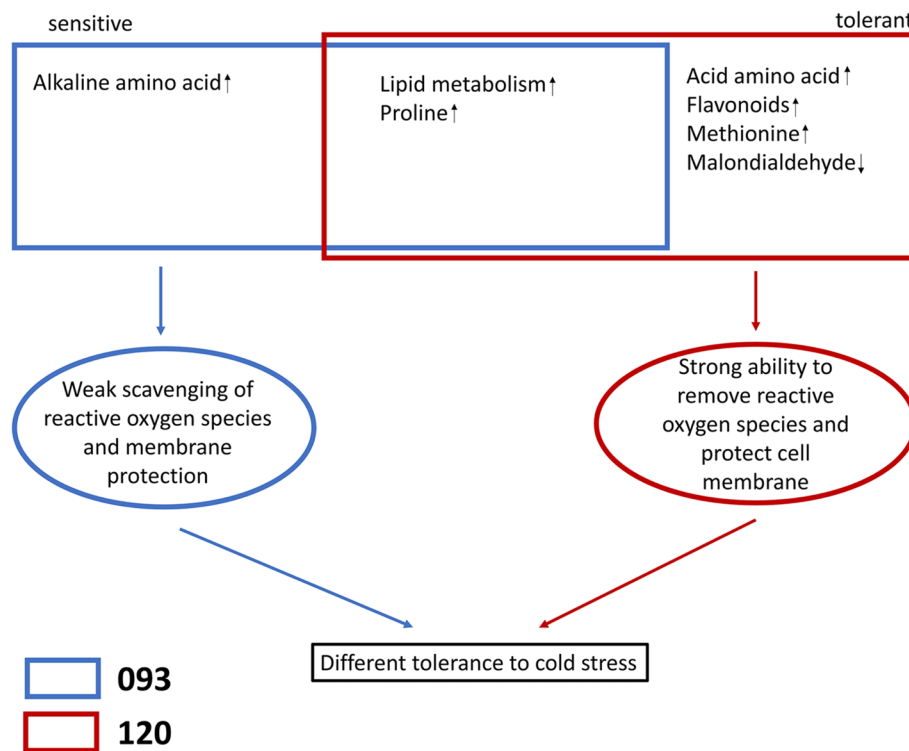 sensitive
tolerant
Alkaline amino acid↑
Lipid metabolism↑
Proline↑
Acid amino acid↑
Flavonoids↑
Methionine↑
Malondialdehyde↓
Weak scavenging of
reactive oxygen species
and membrane
protection
Strong ability to
remove reactive
oxygen species and
protect cell
membrane
Different tolerance to cold stress
093
120